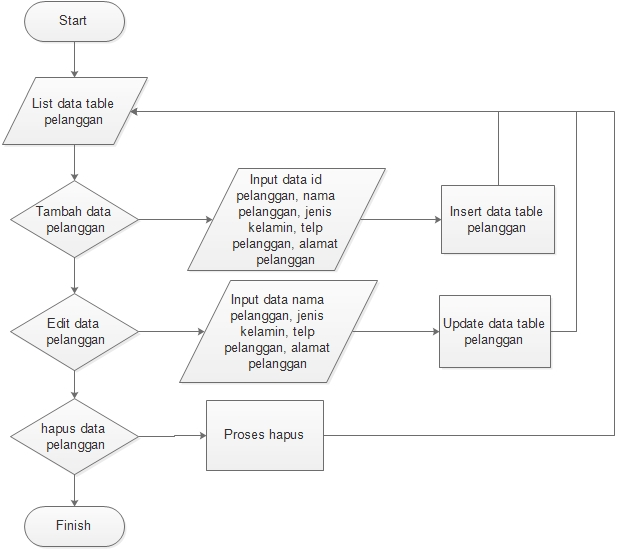 Start
List data table
pelanggan
Tambah data
pelanggan
Input data id
pelanggan, nama
pelanggan, jenis
kelamin, telp
pelanggan, alamat
pelanggan
Insert data table
pelanggan
Edit data
pelanggan
Input data nama
pelanggan, jenis
kelamin, telp
pelanggan, alamat
pelanggan
Update data table
pelanggan
hapus data
pelanggan
Proses hapus
Finish